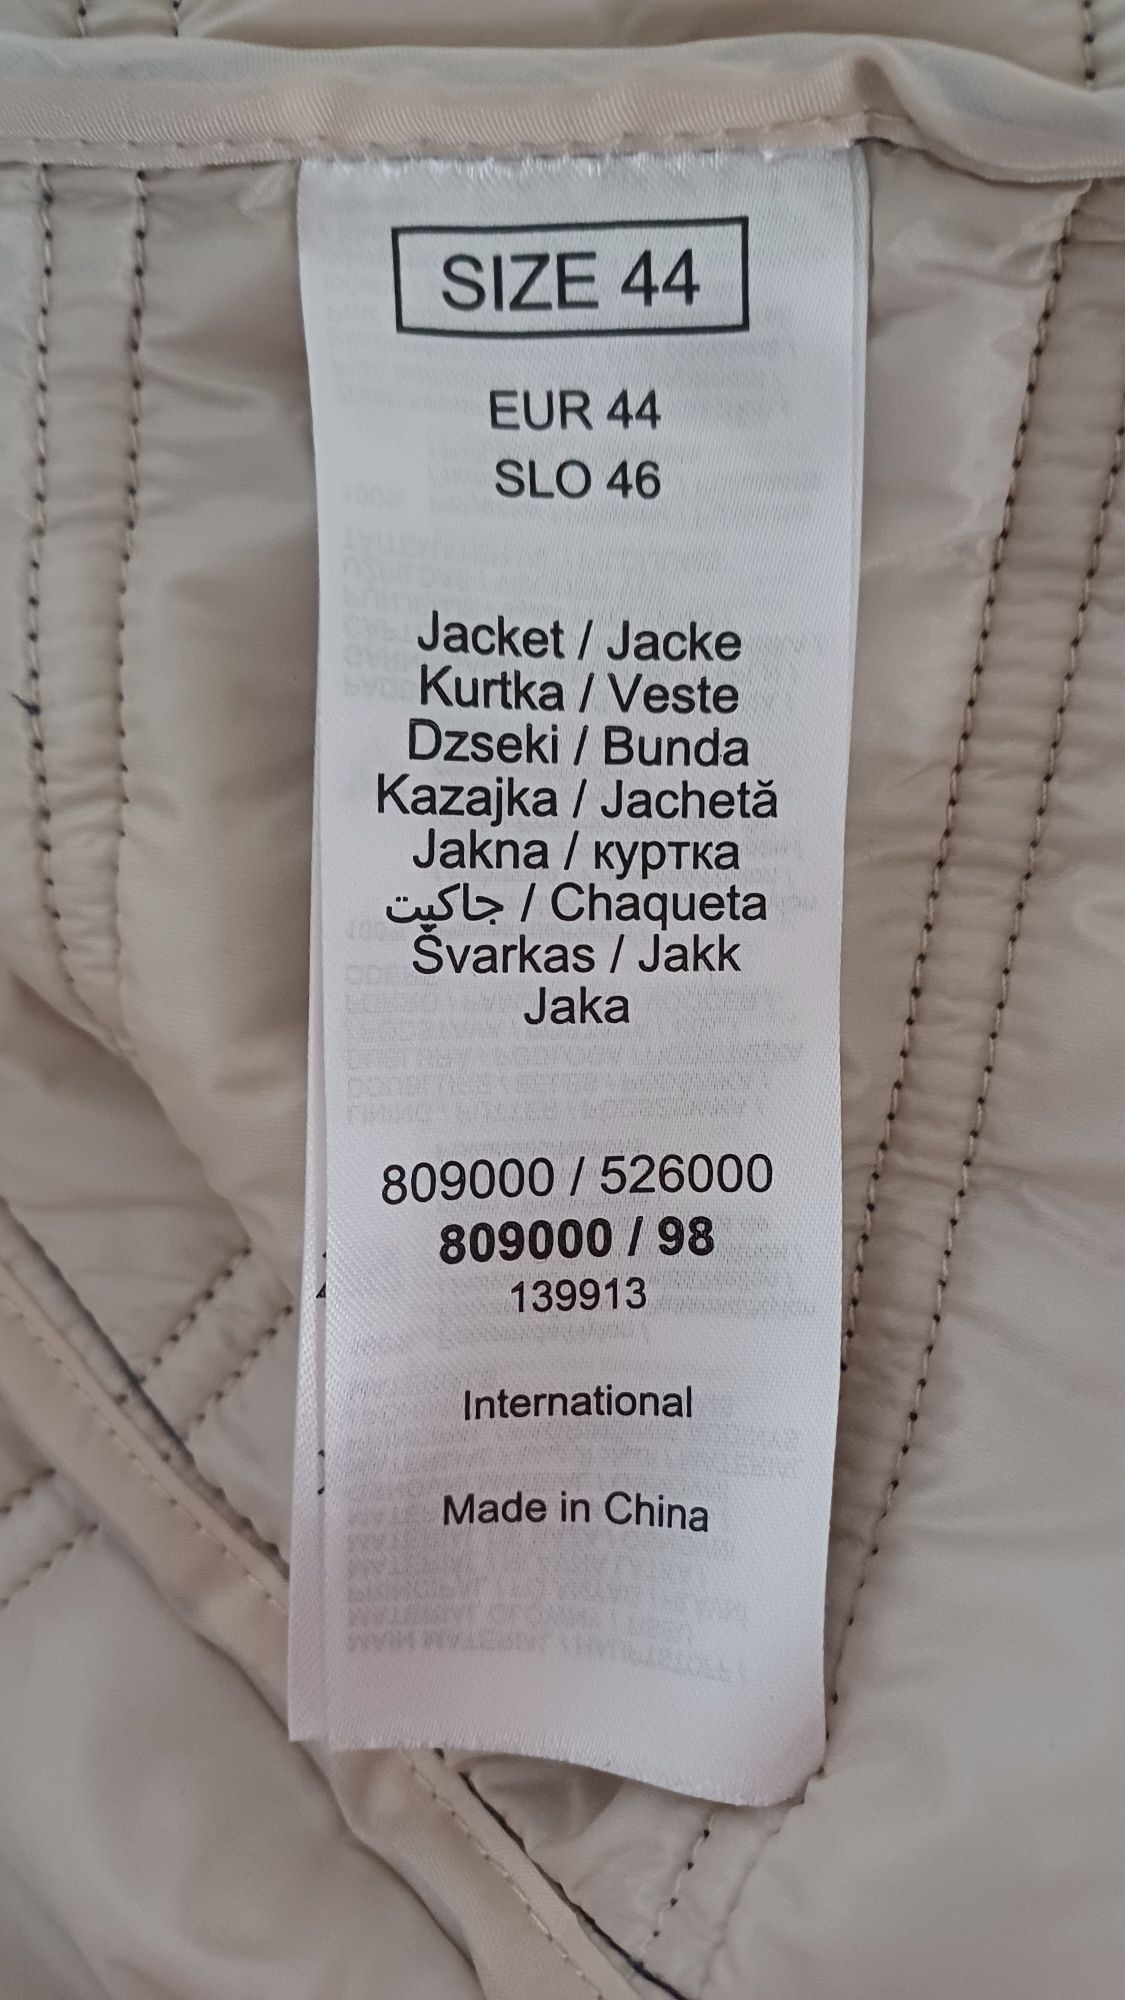 SIZE 44
EUR 44
SLO 46
Jacket / Jacke
Kurtka / Veste
Dzseki / Bunda
Kazajka / Jachetă
Jakna / куртка
جاكيت / Chaqueta
Švarkas / Jakk
Jaka
809000 / 526000
809000 / 98
139913
International
Made in China